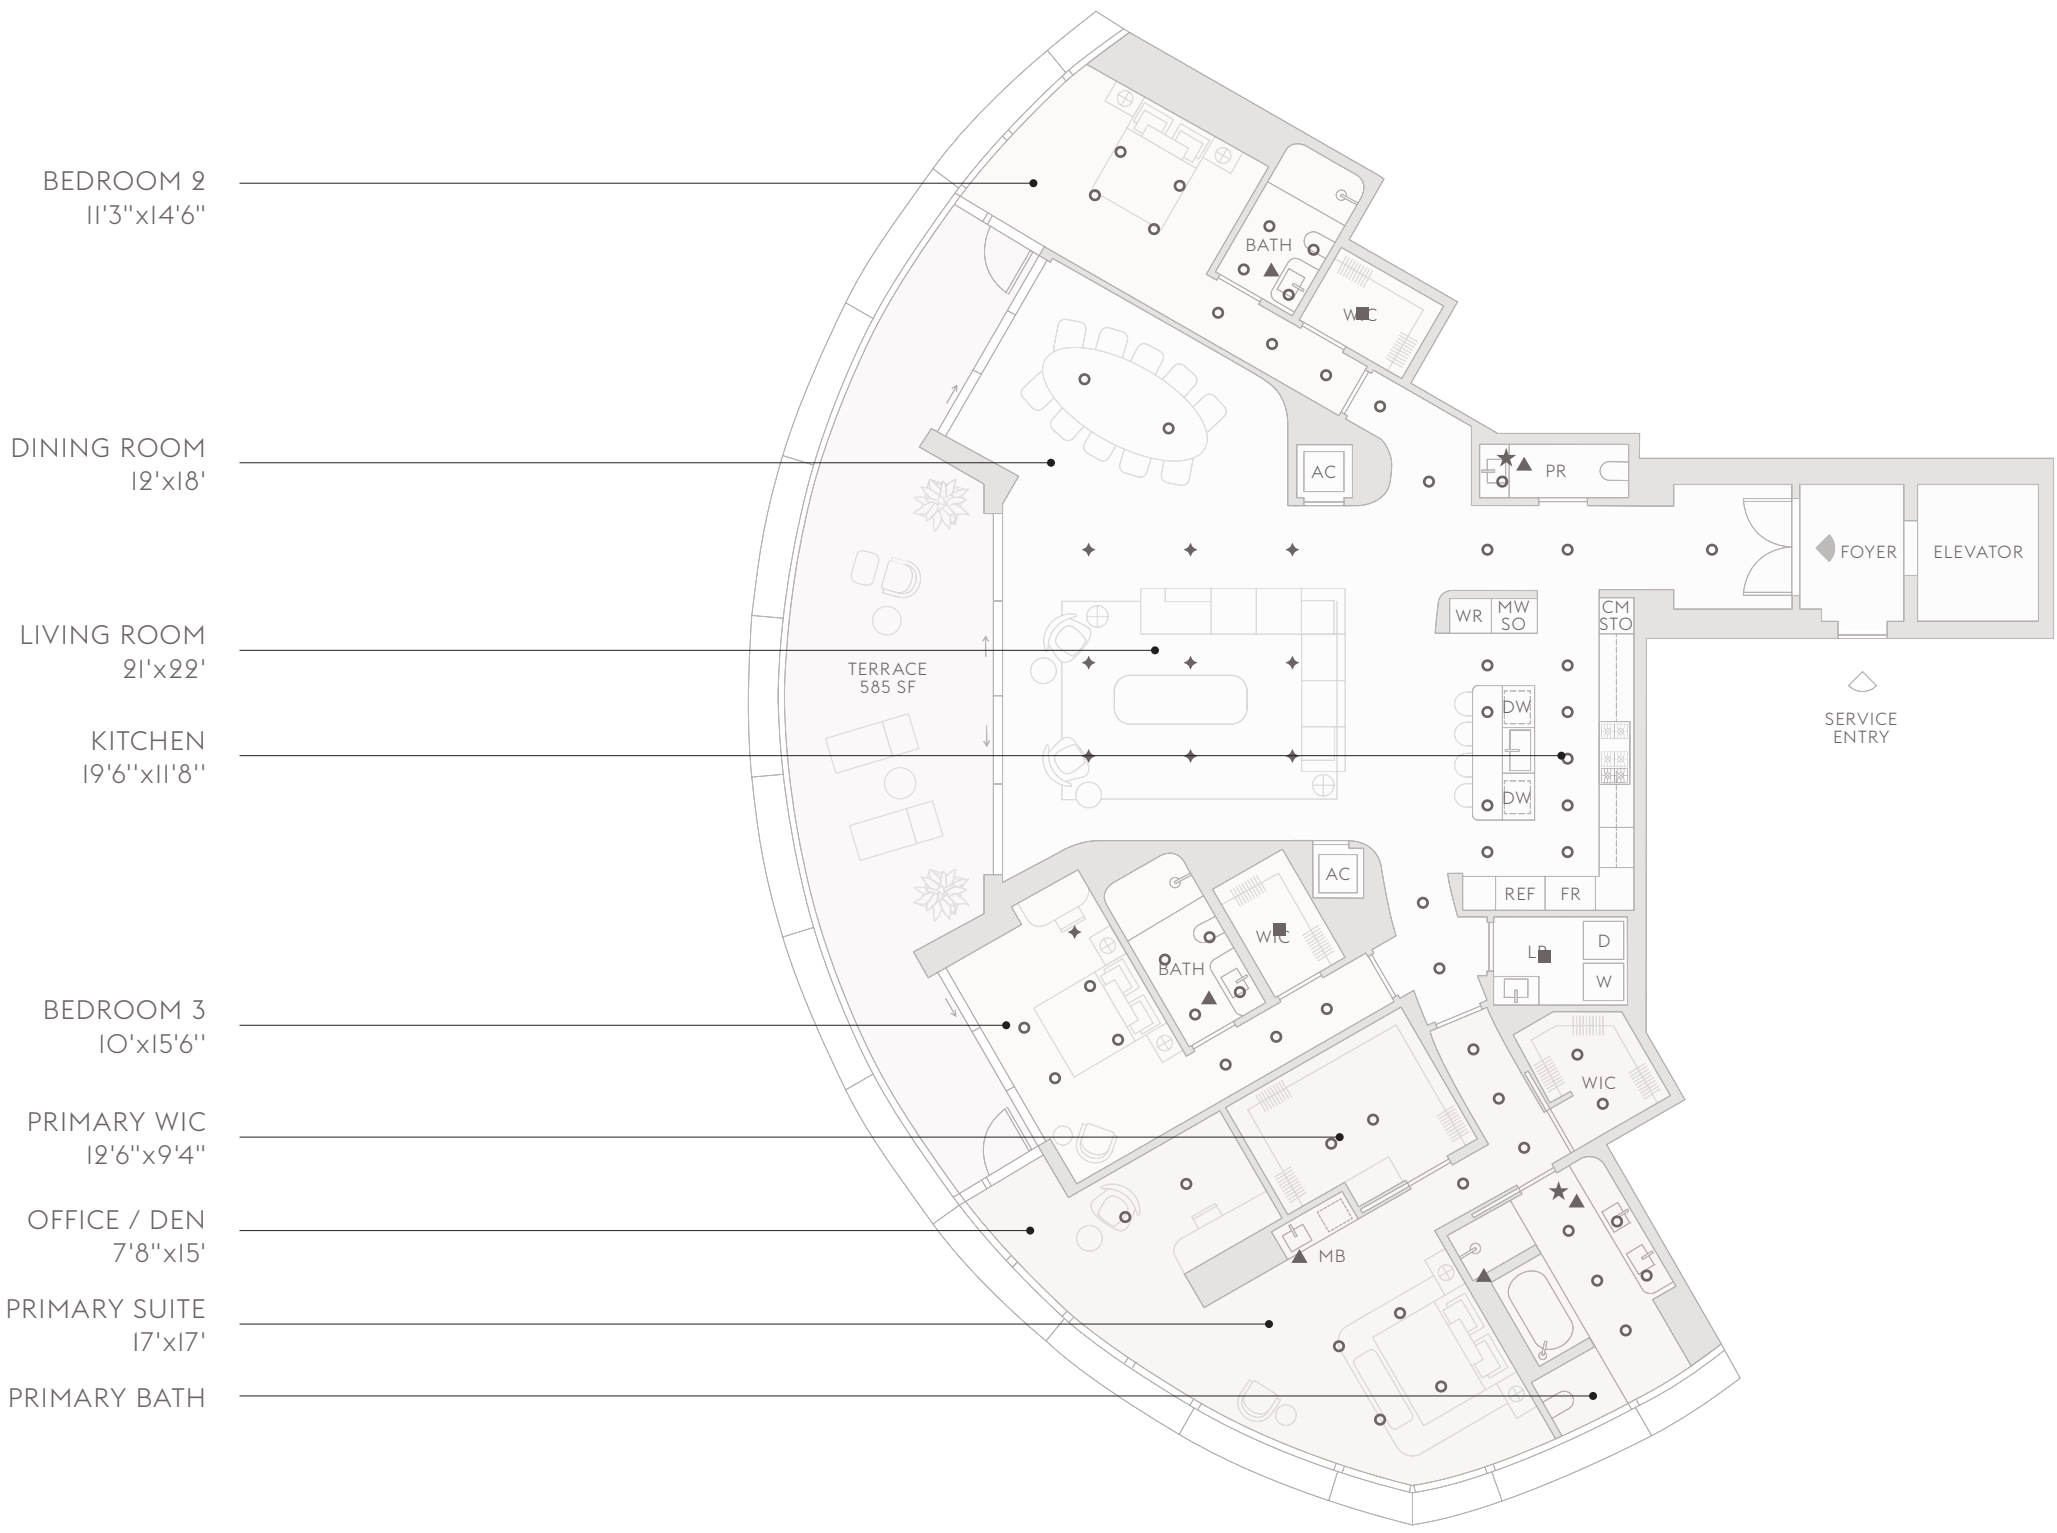 BEDROOM 2
11'3"x14'6"
DINING ROOM
12'x18'
LIVING ROOM
21'x22'
KITCHEN
19'6''x11'8''
BEDROOM 3
10'x15'6''
PRIMARY WIC
12'6"x9'4"
OFFICE / DEN
7'8"x15'
PRIMARY SUITE
17'x17'
PRIMARY BATH
BATH
WIC
AC
PR
FOYER
ELEVATOR
WR
MW
SO
CM
STO
TERRACE
585 SF
DW
SERVICE
ENTRY
DW
AC
REF
FR
WIC
BATH
D
W
WIC
MB